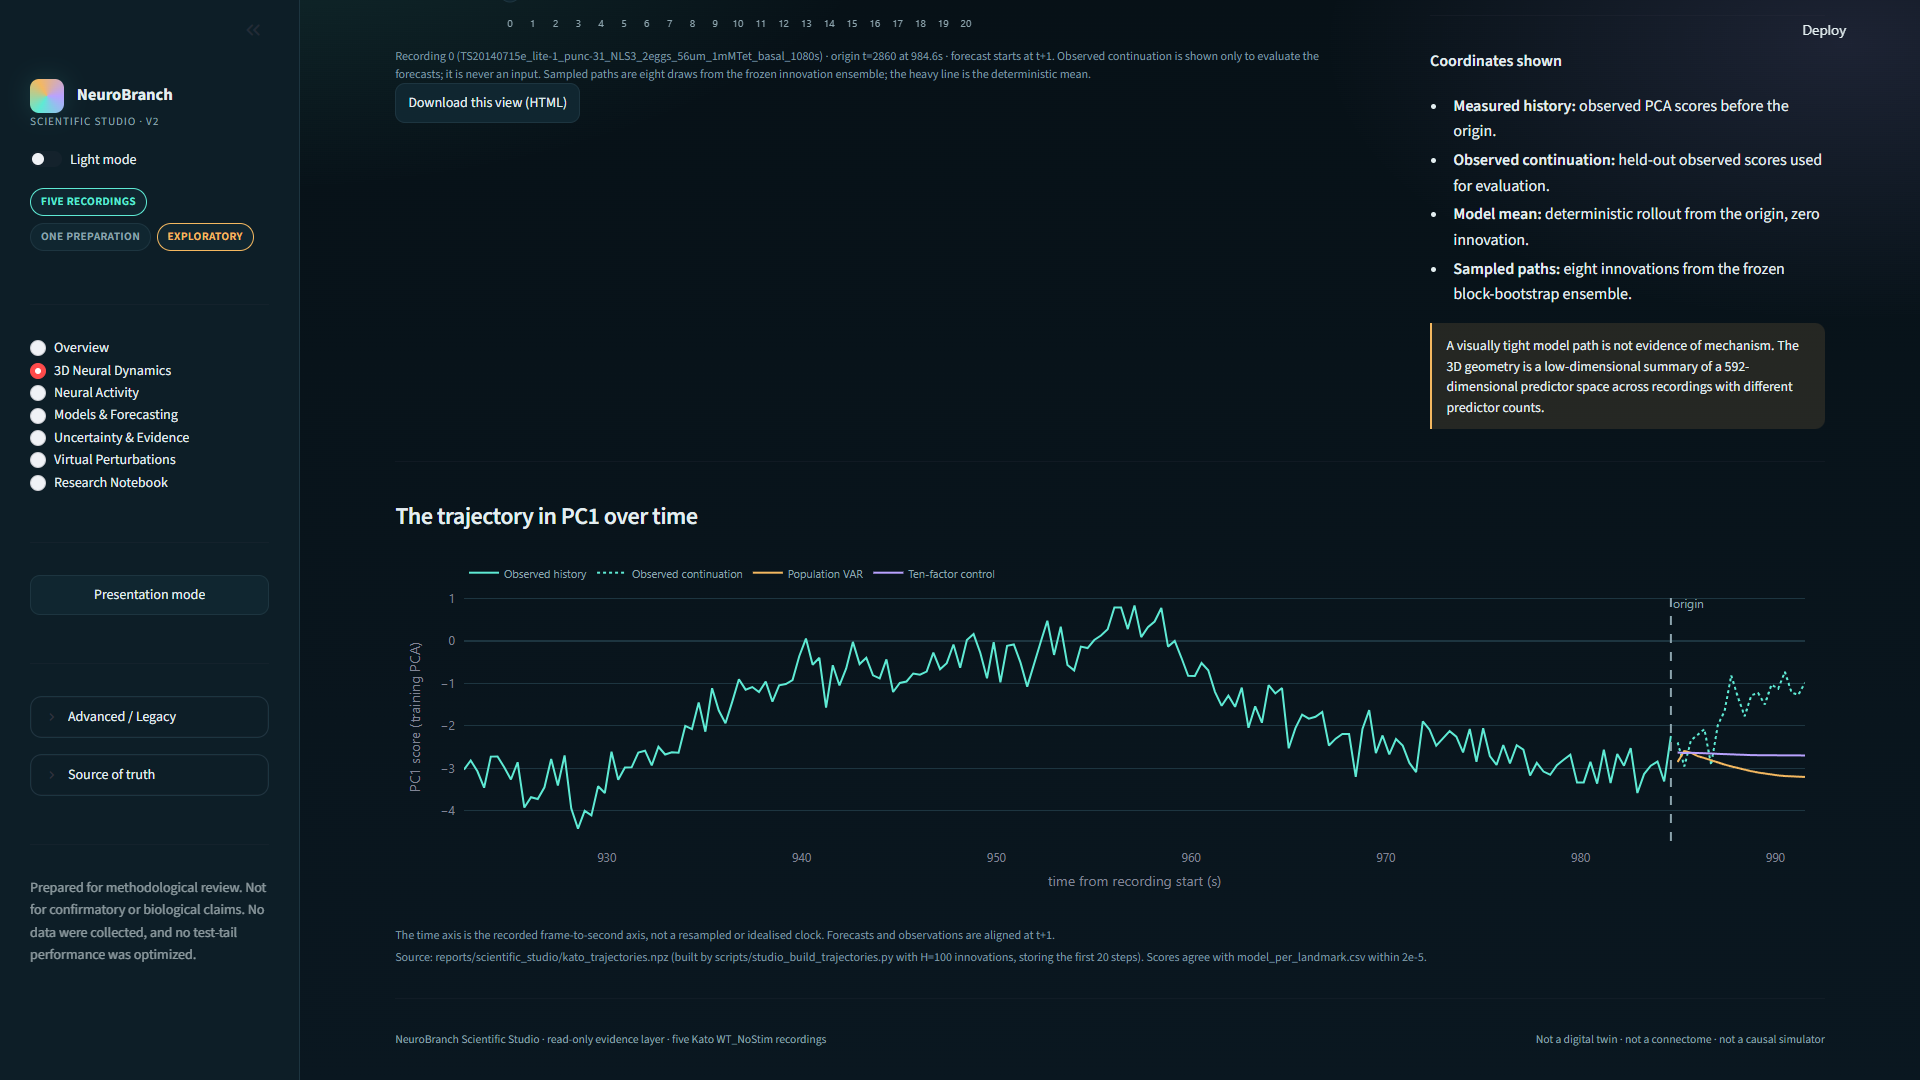 NeuroBranch
SCIENTIFIC STUDIO · V2
Light mode
FIVE RECORDINGS
ONE PREPARATION
EXPLORATORY
Overview
3D Neural Dynamics
Neural Activity
Models & Forecasting
Uncertainty & Evidence
Virtual Perturbations
Research Notebook
Presentation mode
Advanced / Legacy
Source of truth
Prepared for methodological review. Not
for confirmatory or biological claims. No
data were collected, and no test-tail
performance was optimized.
Deploy
0 1 2 3 4 5 6 7 8 9 10 11 12 13 14 15 16 17 18 19 20
Recording 0 (TS20140715e_lite-1_punc-31_NLS3_2eggs_56um_1mMTet_basal_1080s) · origin t=2860 at 984.6s · forecast starts at t+1. Observed continuation is shown only to evaluate the
forecasts; it is never an input. Sampled paths are eight draws from the frozen innovation ensemble; the heavy line is the deterministic mean.
Download this view (HTML)
Coordinates shown
• Measured history: observed PCA scores before the
origin.
• Observed continuation: held-out observed scores used
for evaluation.
• Model mean: deterministic rollout from the origin, zero
innovation.
• Sampled paths: eight innovations from the frozen
block-bootstrap ensemble.
A visually tight model path is not evidence of mechanism. The
3D geometry is a low-dimensional summary of a 592-
dimensional predictor space across recordings with different
predictor counts.
The trajectory in PC1 over time
Observed history Observed continuation Population VAR Ten-factor control
PC1 score (training PCA)
1
0
−1
−2
−3
−4
origin
930 940 950 960 970 980 990
time from recording start (s)
The time axis is the recorded frame-to-second axis, not a resampled or idealised clock. Forecasts and observations are aligned at t+1.
Source: reports/scientific_studio/kato_trajectories.npz (built by scripts/studio_build_trajectories.py with H=100 innovations, storing the first 20 steps). Scores agree with model_per_landmark.csv within 2e-5.
NeuroBranch Scientific Studio · read-only evidence layer · five Kato WT_NoStim recordings
Not a digital twin · not a connectome · not a causal simulator